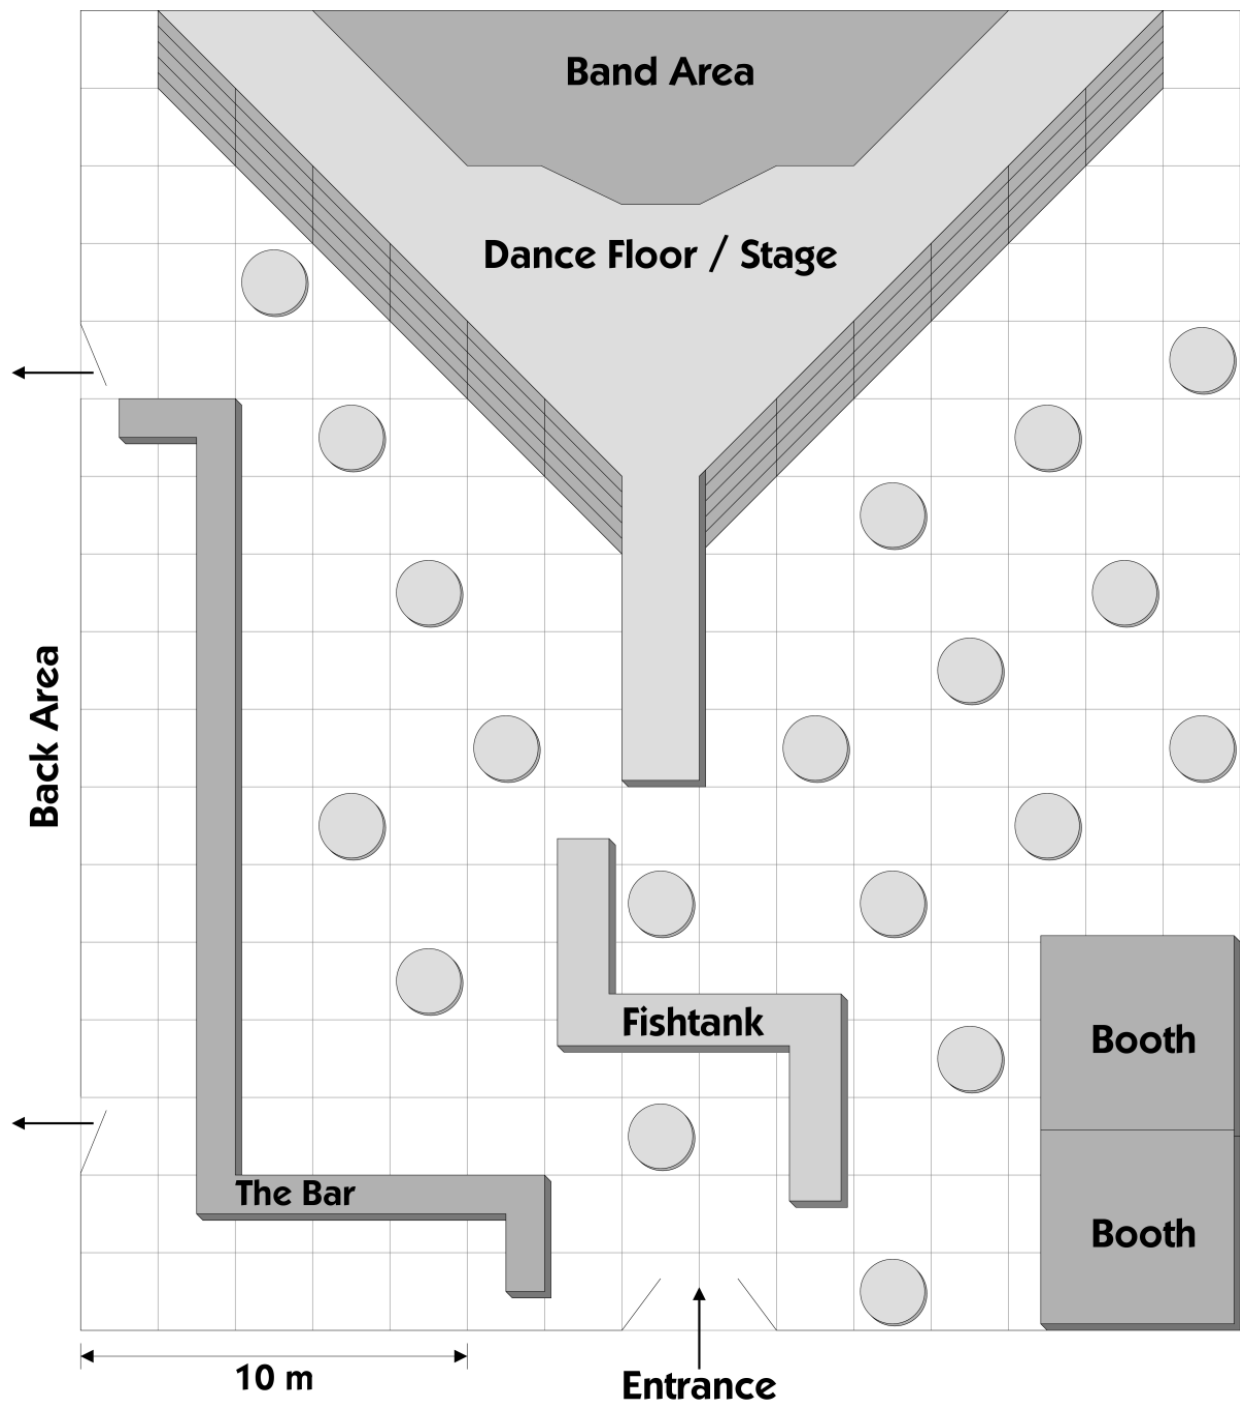 Band Area
Dance Floor / Stage
Back Area
Fishtank
Booth
The Bar
Booth
10 m
Entrance